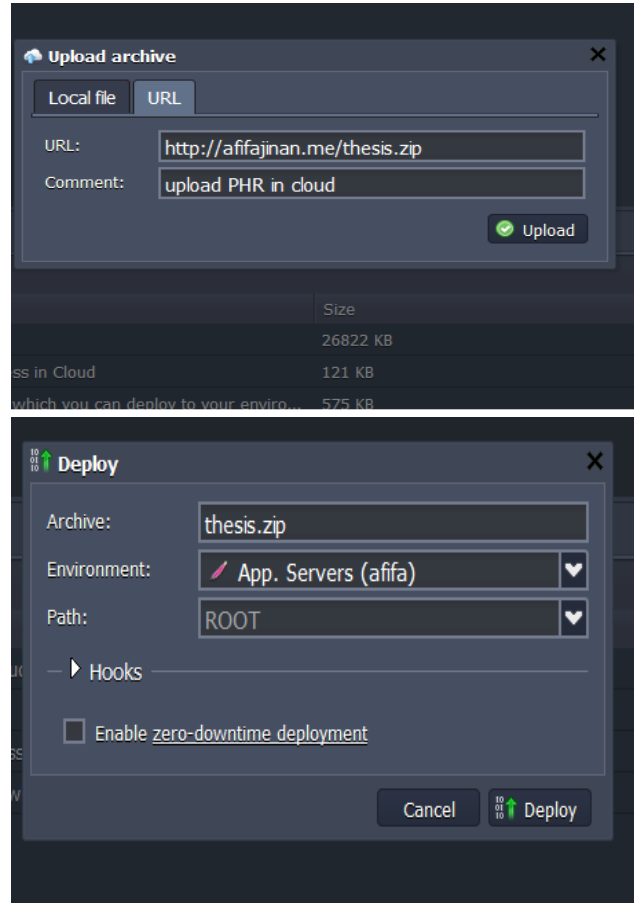 Upload archive
Local file URL
URL: http://afifajinan.me/thesis.zip
Comment: upload PHR in cloud
Upload
Size
26822 KB
ss in Cloud 121 KB
which you can deploy to your enviro... 575 KB
Deploy
Archive: thesis.zip
Environment: App. Servers (afifa)
Path: ROOT
Hooks
Enable zero-downtime deployment
Cancel Deploy